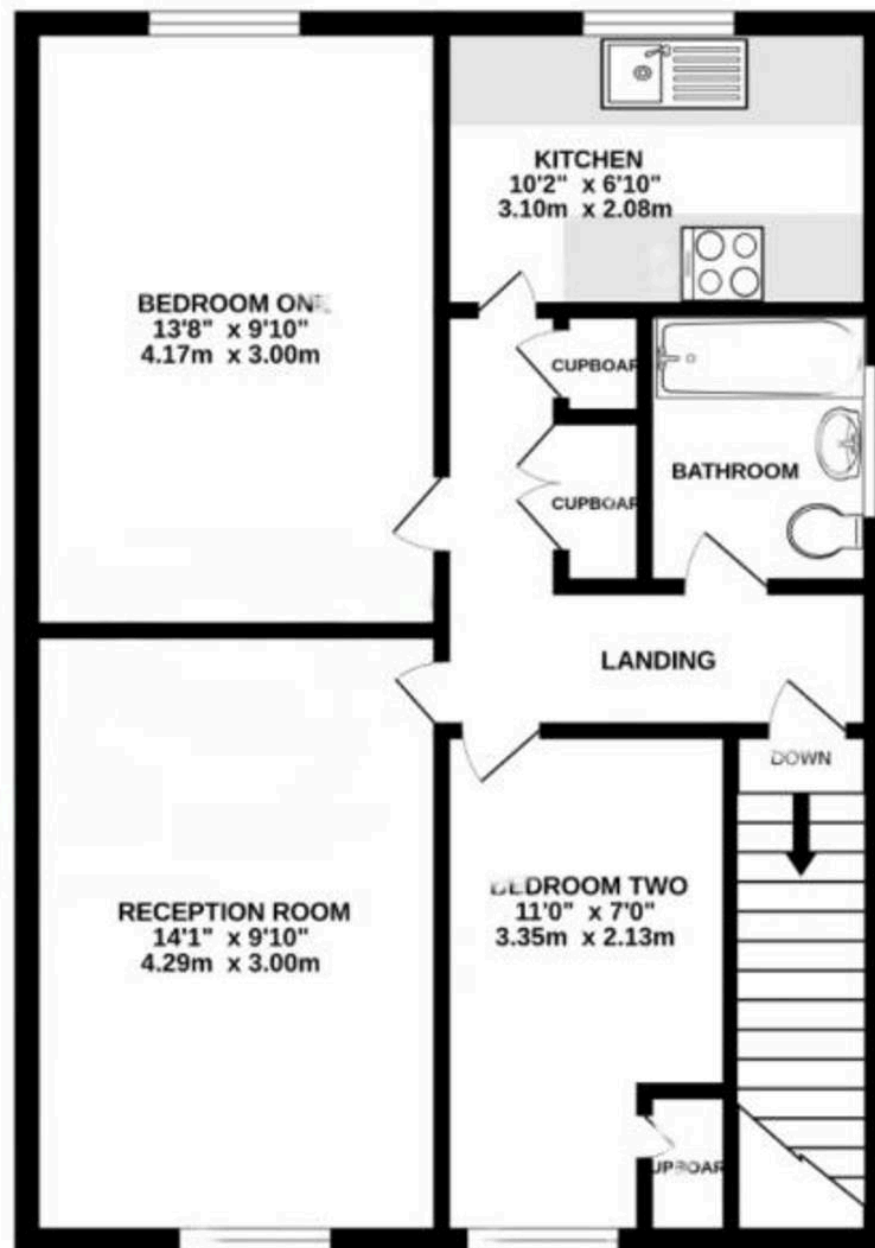 KITCHEN
10'2" x 6'10"
3.10m x 2.08m
BEDROOM ONE
13'8" x 9'10"
4.17m x 3.00m
CUPBOAR
BATHROOM
CUPBOAR
LANDING
DOWN
BEDROOM TWO
11'0" x 7'0"
3.35m x 2.13m
RECEPTION ROOM
14'1" x 9'10"
4.29m x 3.00m
UPBOAR